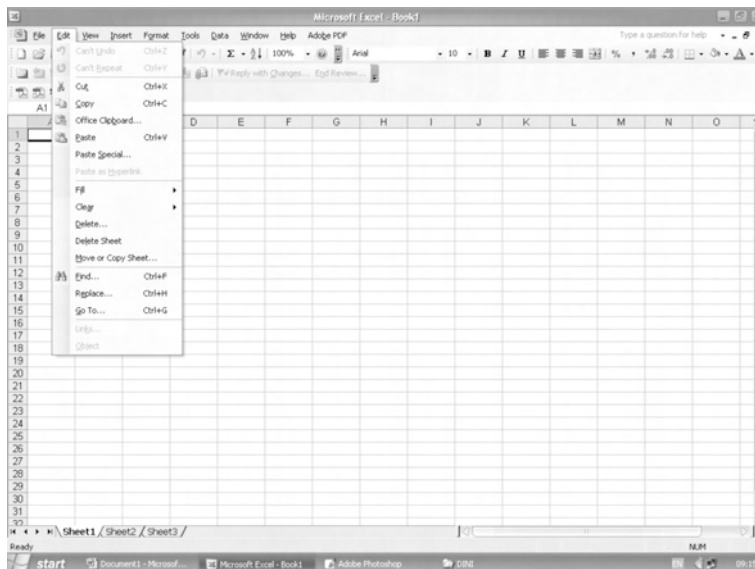 Microsoft Excel - Book1
File Edit View Insert Format Tools Data Window Help Adobe PDF Type a question for help
Σ 100% Arial 10 B I U % ,
Reply with Changes... End Review...
A1
D E F G H I J K L M N O
Can't Undo Ctrl+Z
Can't Repeat Ctrl+Y
Cut Ctrl+X
Copy Ctrl+C
Office Clipboard...
Paste Ctrl+V
Paste Special...
Paste as Hyperlink
Fill
Clear
Delete...
Delete Sheet
Move or Copy Sheet...
Find... Ctrl+F
Replace... Ctrl+H
Go To... Ctrl+G
Links...
Object
1
2
3
4
5
6
7
8
9
10
11
12
13
14
15
16
17
18
19
20
21
22
23
24
25
26
27
28
29
30
31
32
Sheet1 Sheet2 Sheet3
Ready NUM
start Document1 - Microsof... Microsoft Excel - Book1 Adobe Photoshop DINI EN